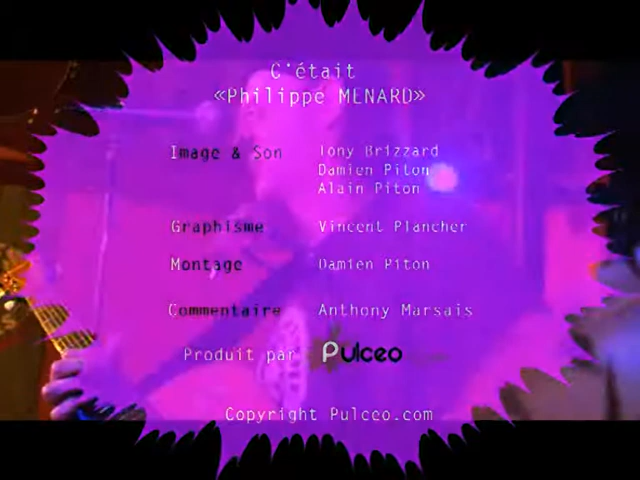 C'était
«Philippe MENARD»
Image & Son Tony Brizzard
Damien Piton
Alain Piton
Graphisme Vincent Plancher
Montage Damien Piton
Commentaire Anthony Marsais
Produit par Pulceo
Copyright Pulceo.com